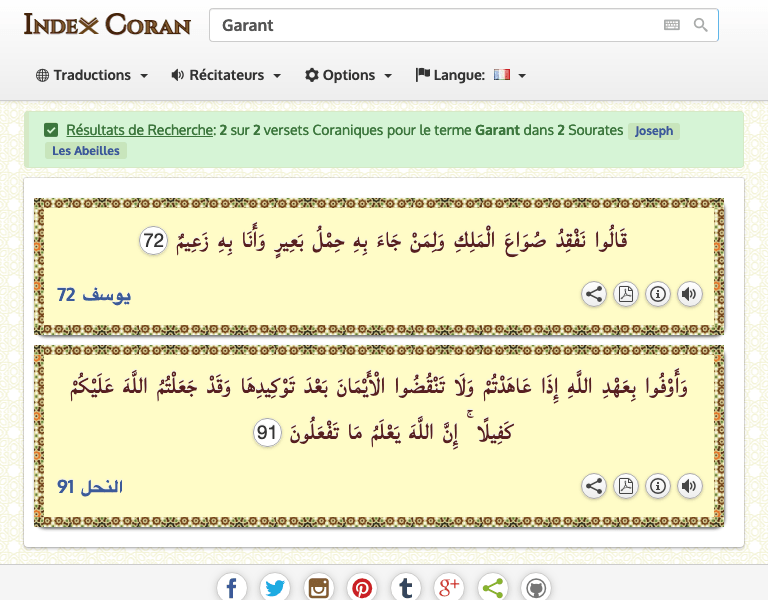 Index Coran
Garant
Traductions Récitateurs Options Langue:
Résultats de Recherche: 2 sur 2 versets Coraniques pour le terme Garant dans 2 Sourates Joseph
Les Abeilles
قَالُوا نَفْقِدُ صُوَاعَ الْمَلِكِ وَلِمَنْ جَاءَ بِهِ حِمْلُ بَعِيرٍ وَأَنَا بِهِ زَعِيمٌ 72
يوسف 72
وَأَوْفُوا بِعَهْدِ اللَّهِ إِذَا عَاهَدْتُمْ وَلَا تَنْقُضُوا الْأَيْمَانَ بَعْدَ تَوْكِيدِهَا وَقَدْ جَعَلْتُمُ اللَّهَ عَلَيْكُمْ
كَفِيلًا ۚ إِنَّ اللَّهَ يَعْلَمُ مَا تَفْعَلُونَ 91
النحل 91